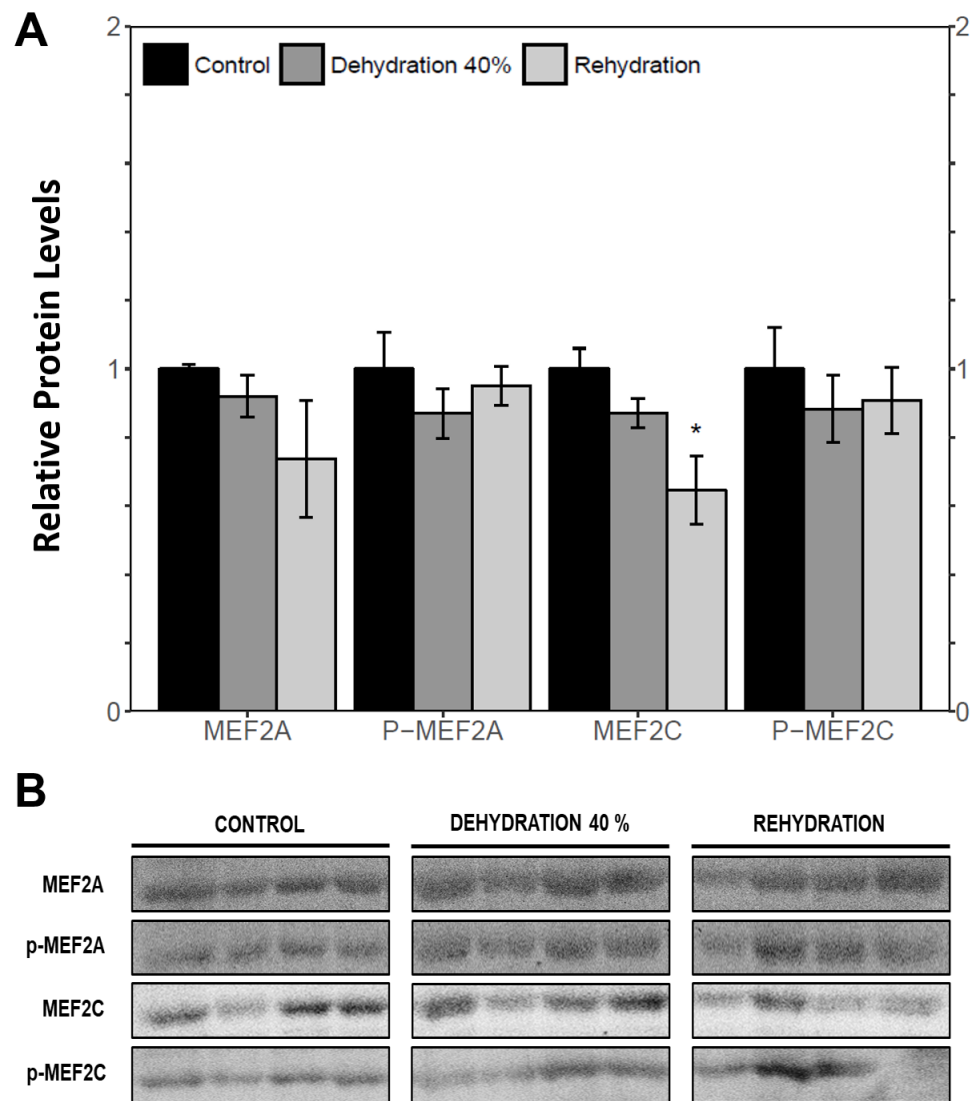 A
2 2
Control Dehydration 40% Rehydration
Relative Protein Levels
1 1
*
0 0
MEF2A P−MEF2A MEF2C P−MEF2C
B
CONTROL DEHYDRATION 40 % REHYDRATION
MEF2A
p-MEF2A
MEF2C
p-MEF2C